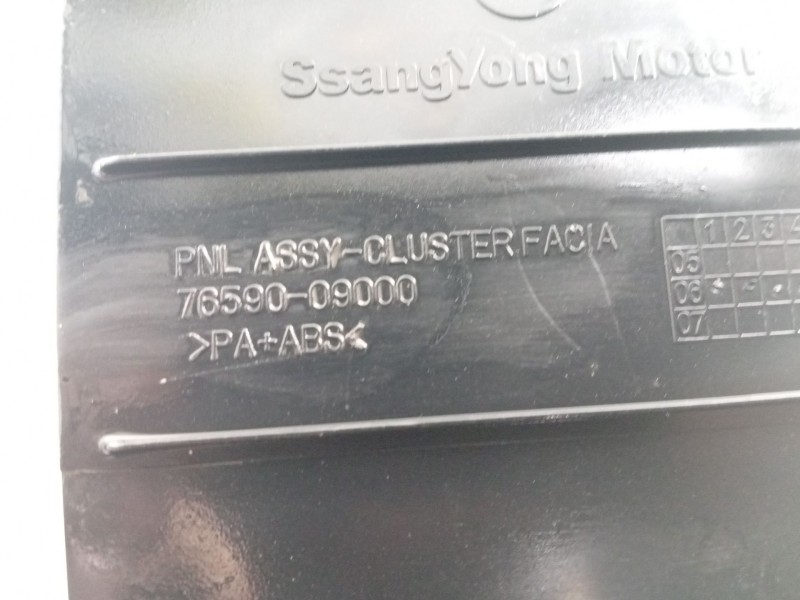 SsangYong Motor
PNL ASSY-CLUSTER FACIA
76590-09000
>PA+ABS<
1 2 3 4
05
06
07